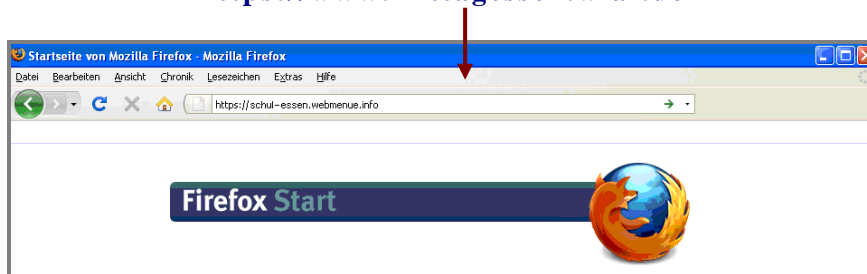 Startseite von Mozilla Firefox - Mozilla Firefox
Datei Bearbeiten Ansicht Chronik Lesezeichen Extras Hilfe
https://schul-essen.webmenue.info
Firefox Start